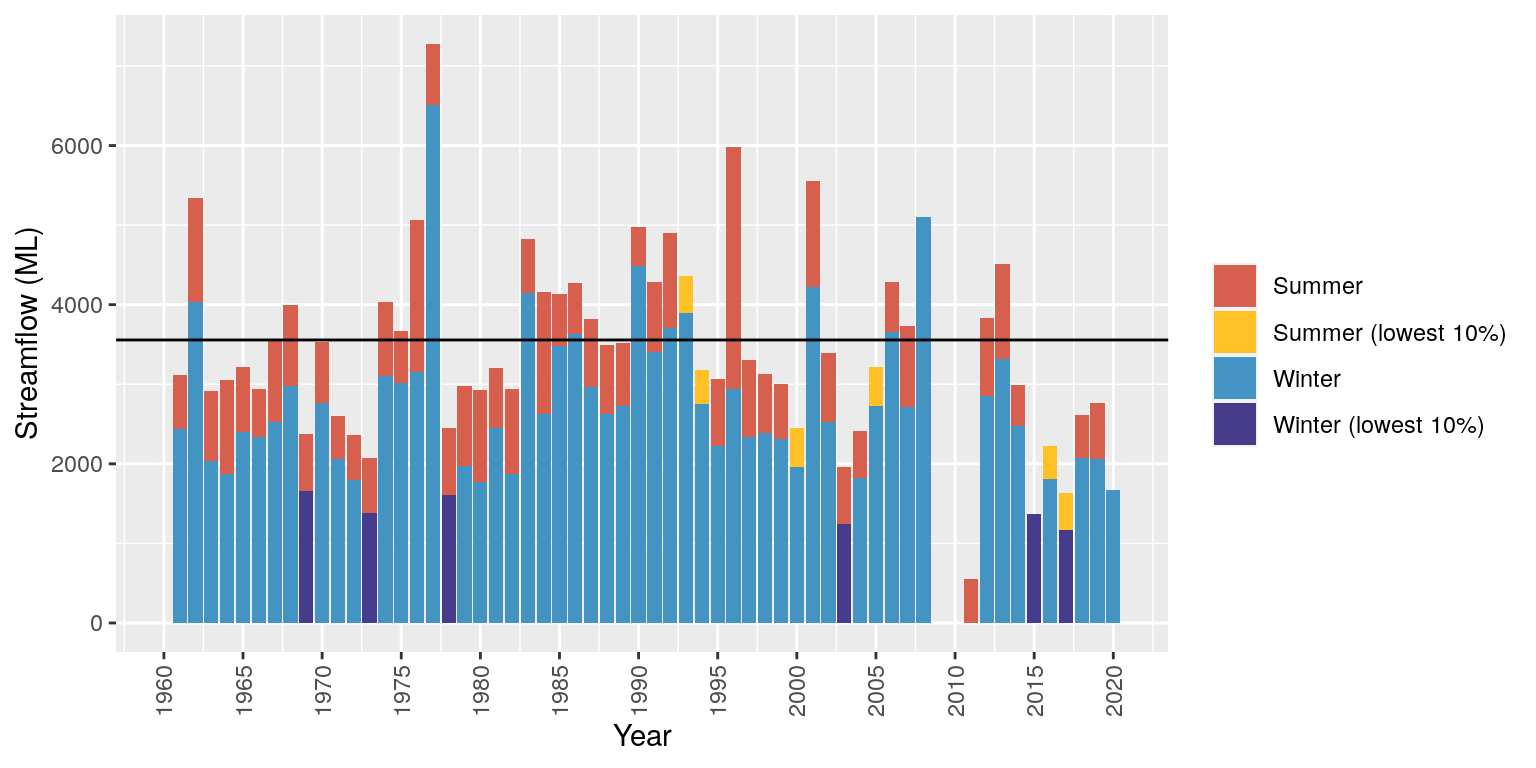 Streamflow (ML)
6000
4000
2000
0
1960
1965
1970
1975
1980
1985
1990
1995
2000
2005
2010
2015
2020
Year
Summer
Summer (lowest 10%)
Winter
Winter (lowest 10%)